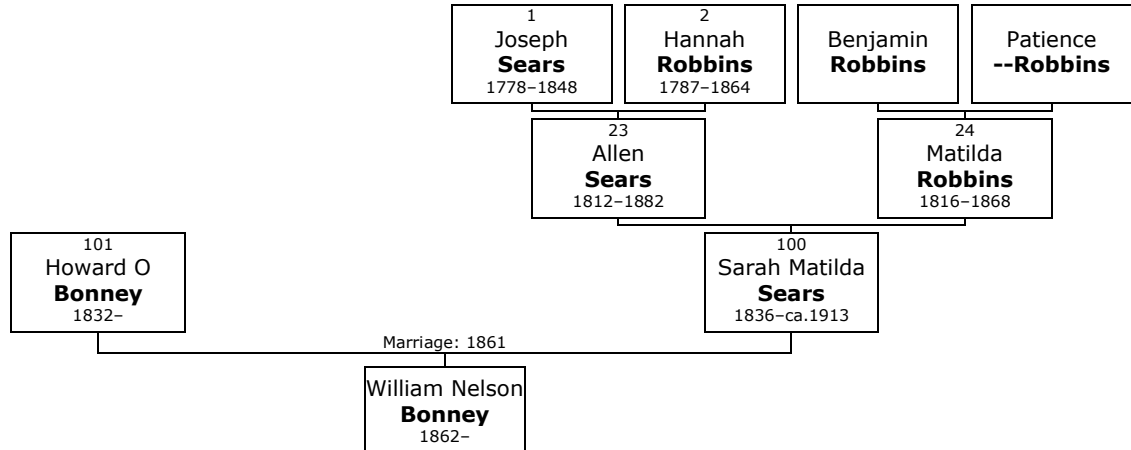 1
Joseph
Sears
1778–1848
2
Hannah
Robbins
1787–1864
Benjamin
Robbins
Patience
--Robbins
23
Allen
Sears
1812–1882
24
Matilda
Robbins
1816–1868
101
Howard O
Bonney
1832–
100
Sarah Matilda
Sears
1836–ca.1913
Marriage: 1861
William Nelson
Bonney
1862–